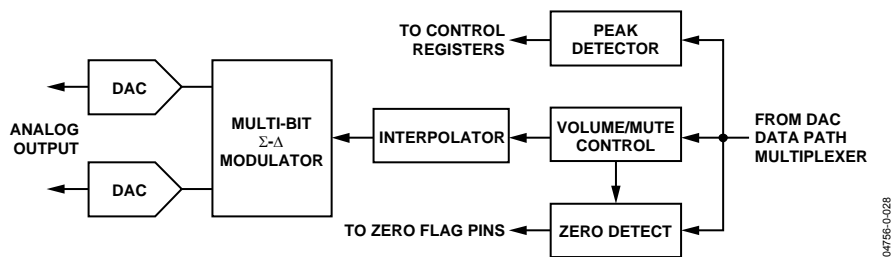 TO CONTROL
REGISTERS
PEAK
DETECTOR
DAC
ANALOG
OUTPUT
DAC
MULTI-BIT
Σ-Δ
MODULATOR
INTERPOLATOR
VOLUME/MUTE
CONTROL
FROM DAC
DATA PATH
MULTIPLEXER
TO ZERO FLAG PINS
ZERO DETECT
04756-0-028